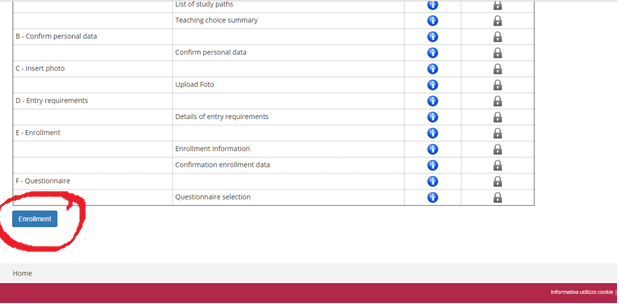 List of study paths
Teaching choice summary
B - Confirm personal data
Confirm personal data
C - Insert photo
Upload Foto
D - Entry requirements
Details of entry requirements
E - Enrollment
Enrollment Information
Confirmation enrollment data
F - Questionnaire
Questionnaire selection
Enrollment
Home
Informativa utilizzo cookie |